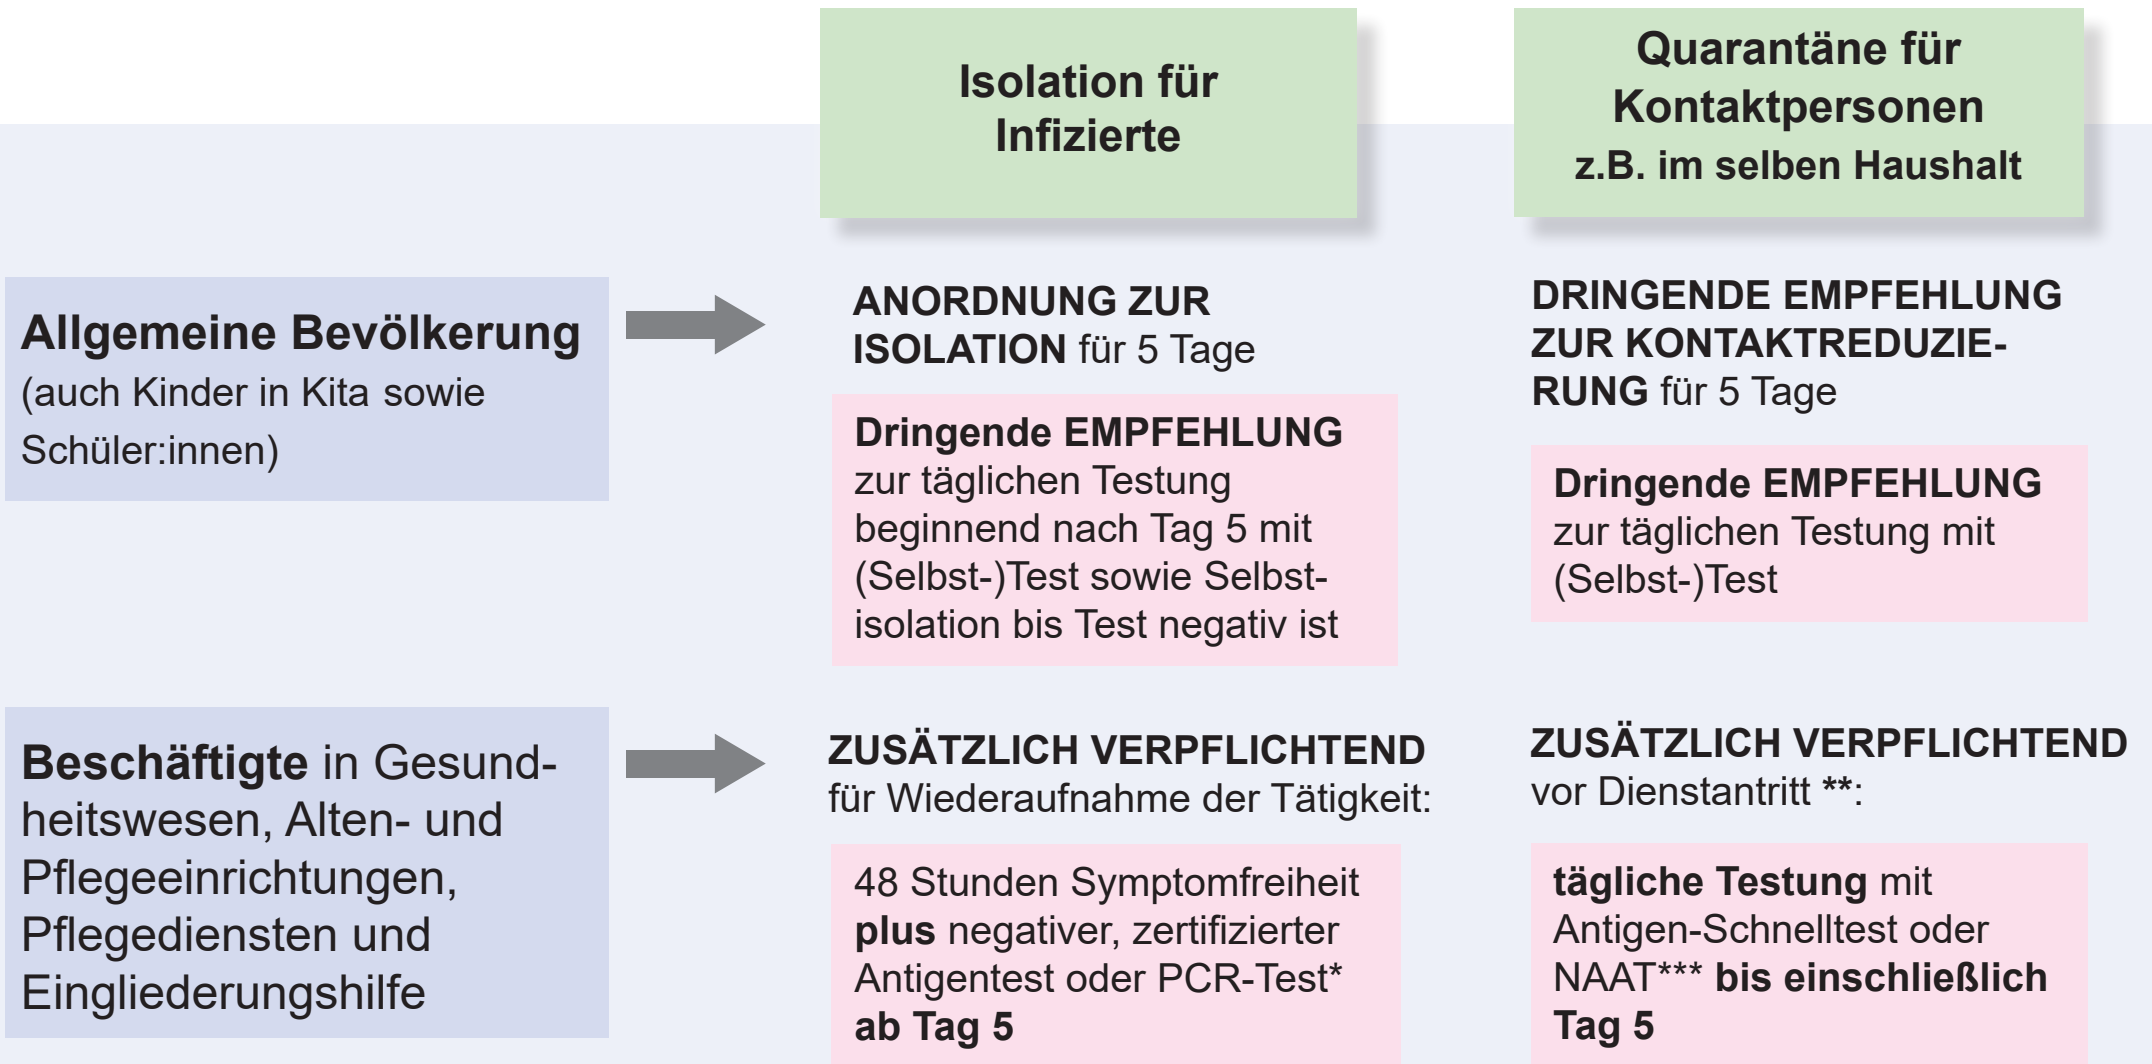 Isolation für
Infizierte
Quarantäne für
Kontaktpersonen
z.B. im selben Haushalt
Allgemeine Bevölkerung
(auch Kinder in Kita sowie
Schüler:innen)
ANORDNUNG ZUR
ISOLATION für 5 Tage
Dringende EMPFEHLUNG
zur täglichen Testung
beginnend nach Tag 5 mit
(Selbst-)Test sowie Selbst-
isolation bis Test negativ ist
DRINGENDE EMPFEHLUNG
ZUR KONTAKTREDUZIE-
RUNG für 5 Tage
Dringende EMPFEHLUNG
zur täglichen Testung mit
(Selbst-)Test
Beschäftigte in Gesund-
heitswesen, Alten- und
Pflegeeinrichtungen,
Pflegediensten und
Eingliederungshilfe
ZUSÄTZLICH VERPFLICHTEND
für Wiederaufnahme der Tätigkeit:
48 Stunden Symptomfreiheit
plus negativer, zertifizierter
Antigentest oder PCR-Test*
ab Tag 5
ZUSÄTZLICH VERPFLICHTEND
vor Dienstantritt **:
tägliche Testung mit
Antigen-Schnelltest oder
NAAT*** bis einschließlich
Tag 5